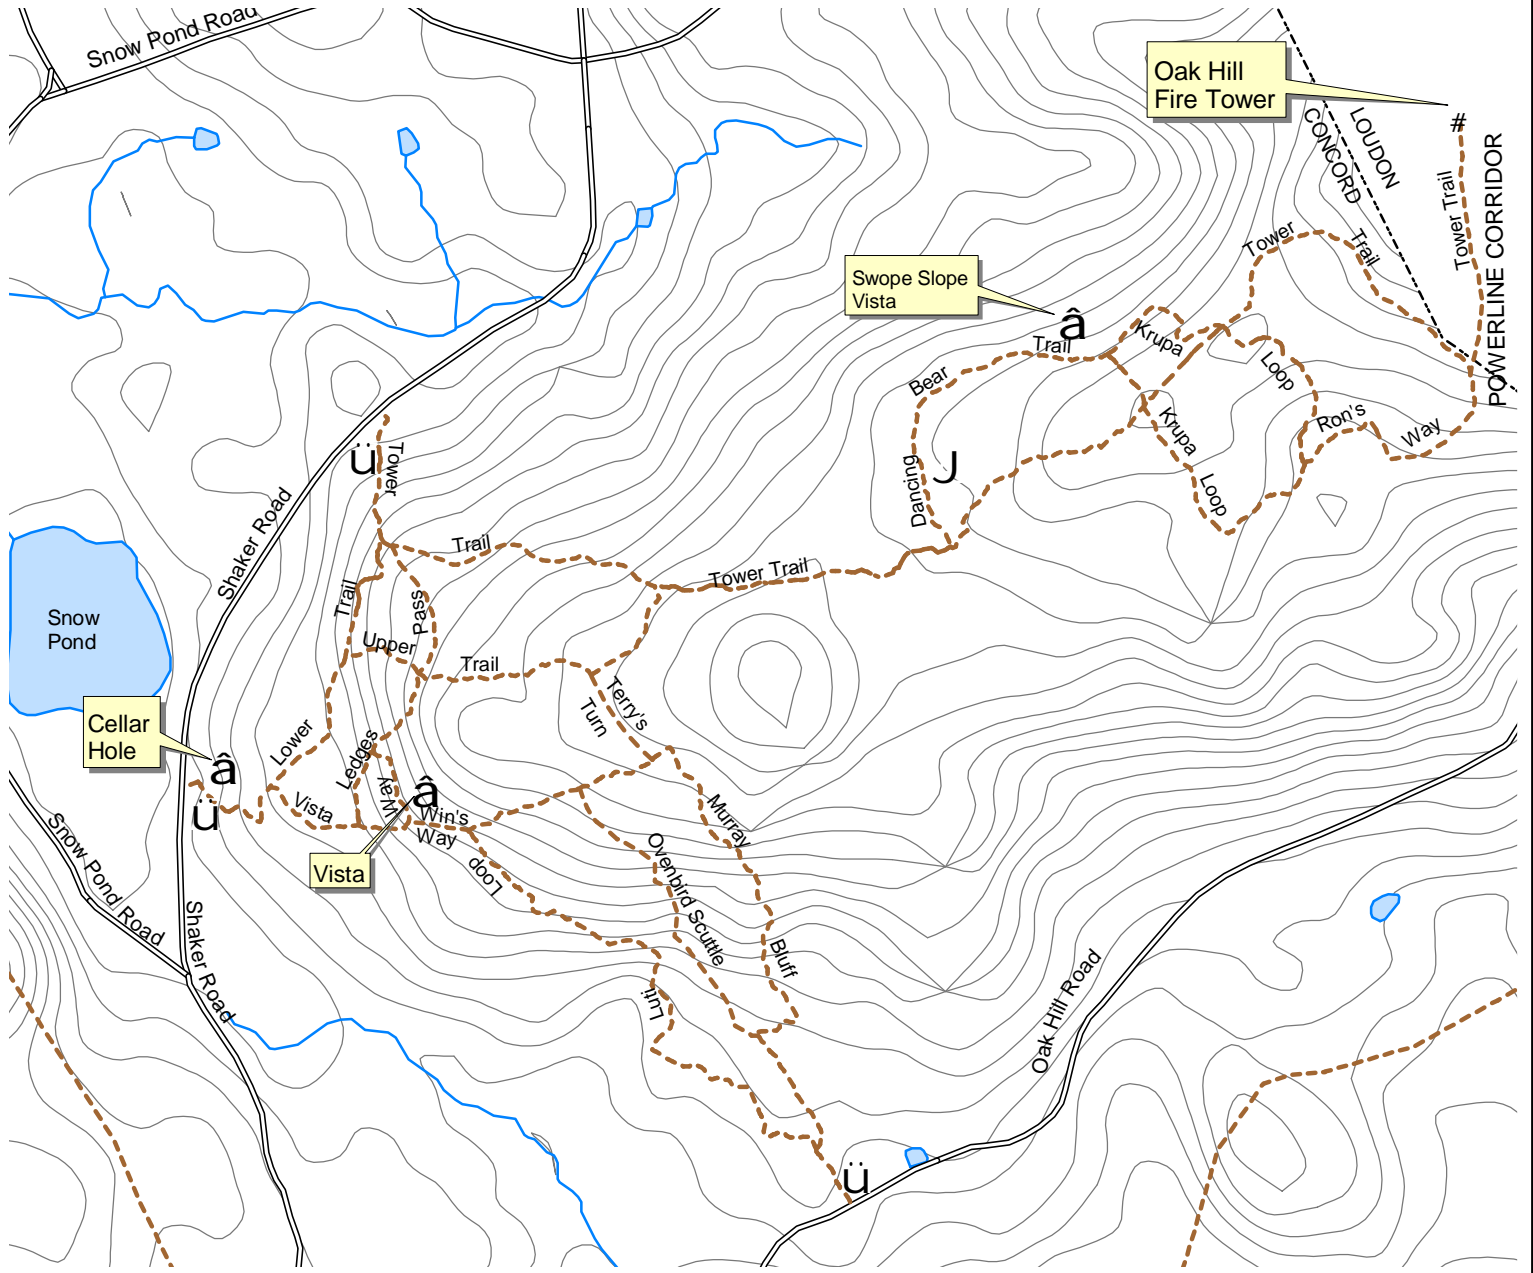 Snow Pond Road
Oak Hill
Fire Tower
#
LOUDON
CONCORD
POWERLINE CORRIDOR
Tower Trail
Tower
Trail
Swope Slope
Vista
â
Trail
Krupa
Bear
Loop
Krupa
Ron's
Way
Loop
Dancing
J
ü
Tower
Shaker Road
Trail
Tower Trail
Trail
Pass
Upper
Trail
Snow
Pond
Cellar
Hole
â
ü
Lower
Ledges
Way
Vista
â
Win's
Way
Vista
Terry's
Turn
Murray
Loop
Ovenbird Scuttle
Bluff
Luti
Snow Pond Road
Shaker Road
Oak Hill Road
ü